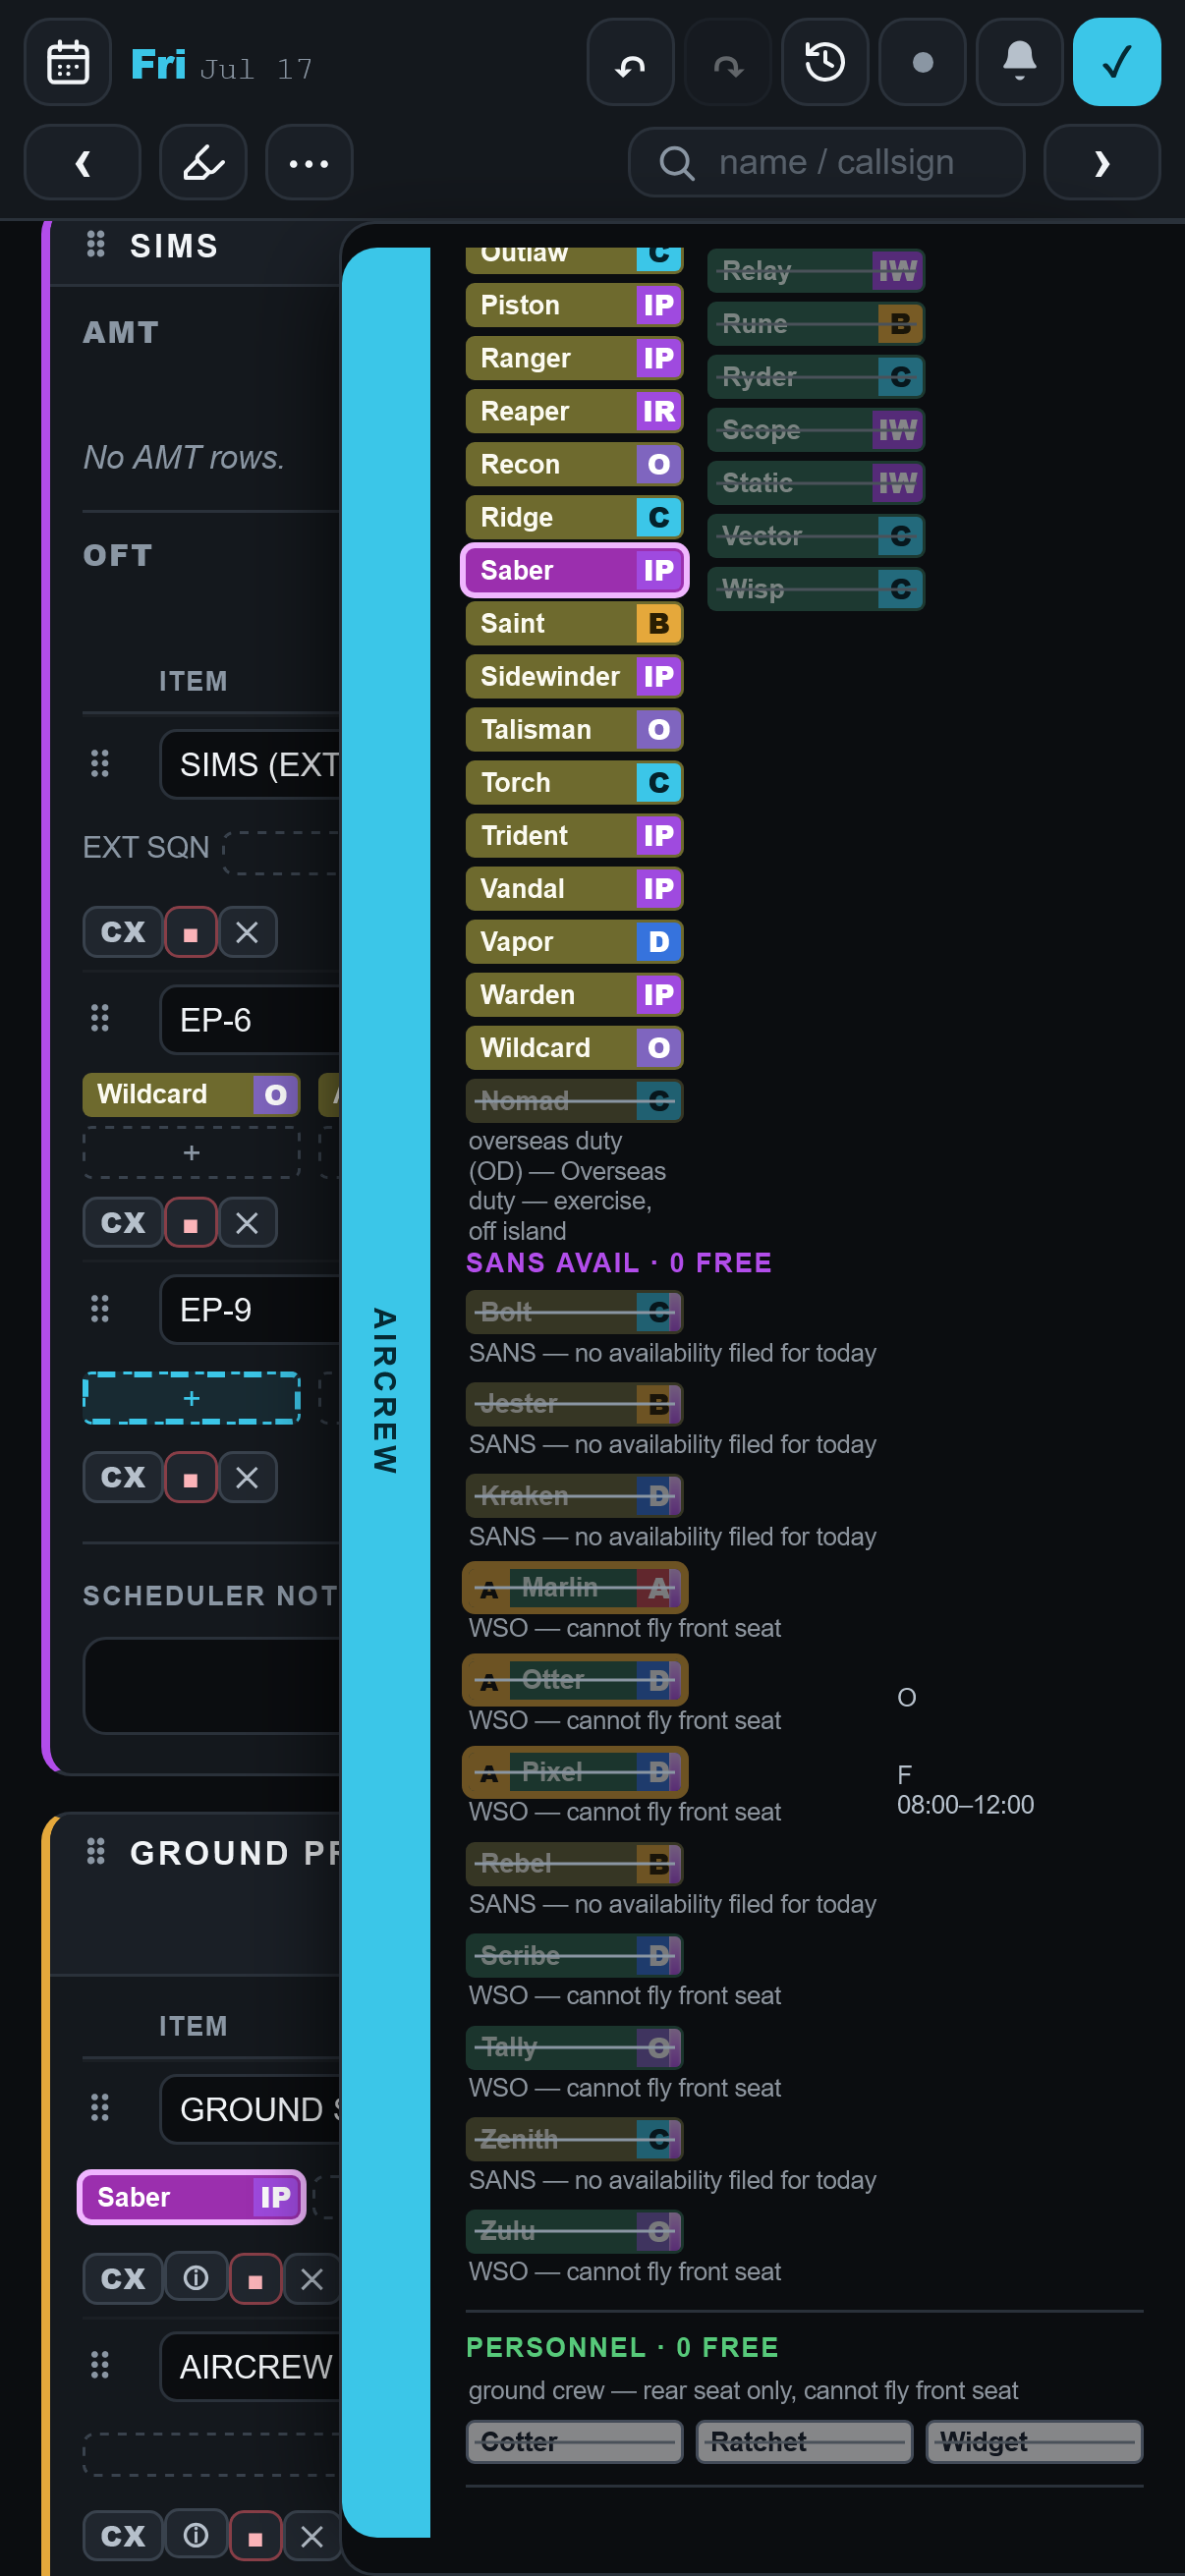 Fri Jul 17
name / callsign
SIMS
AMT
No AMT rows.
OFT
ITEM
SIMS (EXT
EXT SQN
CX
EP-6
Wildcard O
+
CX
EP-9
+
CX
SCHEDULER NOT
GROUND PR
ITEM
GROUND S
Saber IP
CX
AIRCREW
CX
AIRCREW
Outlaw C
Piston IP
Ranger IP
Reaper IR
Recon O
Ridge C
Saber IP
Saint B
Sidewinder IP
Talisman O
Torch C
Trident IP
Vandal IP
Vapor D
Warden IP
Wildcard O
Nomad C
overseas duty
(OD) — Overseas
duty — exercise,
off island
Relay IW
Rune B
Ryder C
Scope IW
Static IW
Vector C
Wisp C
SANS AVAIL · 0 FREE
Bolt C
SANS — no availability filed for today
Jester B
SANS — no availability filed for today
Kraken D
SANS — no availability filed for today
A Marlin A
WSO — cannot fly front seat
A Otter D
WSO — cannot fly front seat
O
A Pixel D
WSO — cannot fly front seat
F
08:00–12:00
Rebel B
SANS — no availability filed for today
Scribe D
WSO — cannot fly front seat
Tally O
WSO — cannot fly front seat
Zenith C
SANS — no availability filed for today
Zulu O
WSO — cannot fly front seat
PERSONNEL · 0 FREE
ground crew — rear seat only, cannot fly front seat
Cotter Ratchet Widget